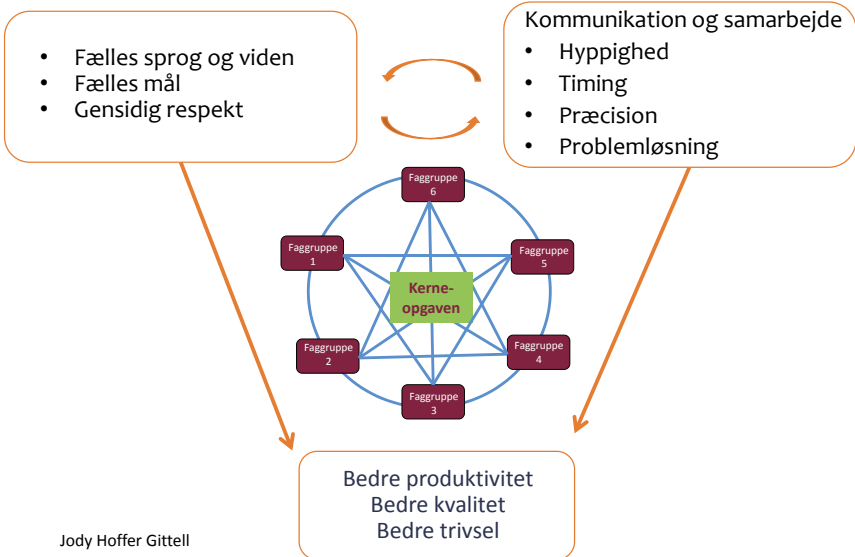 • Fælles sprog og viden
• Fælles mål
• Gensidig respekt
Kommunikation og samarbejde
• Hyppighed
• Timing
• Præcision
• Problemløsning
Faggruppe
6
Faggruppe
1
Faggruppe
5
Kerne-
opgaven
Faggruppe
2
Faggruppe
4
Faggruppe
3
Bedre produktivitet
Bedre kvalitet
Bedre trivsel
Jody Hoffer Gittell